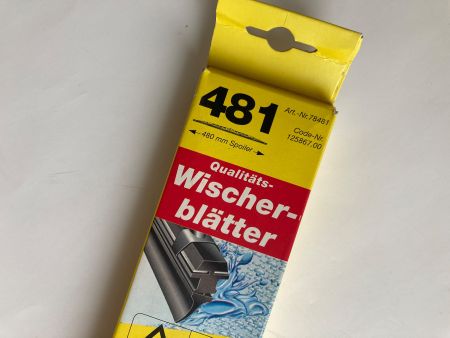 481
Art.-Nr. 78481
480 mm Spoiler
Code-Nr.
125867.00
Qualitäts-
Wischer-
blätter